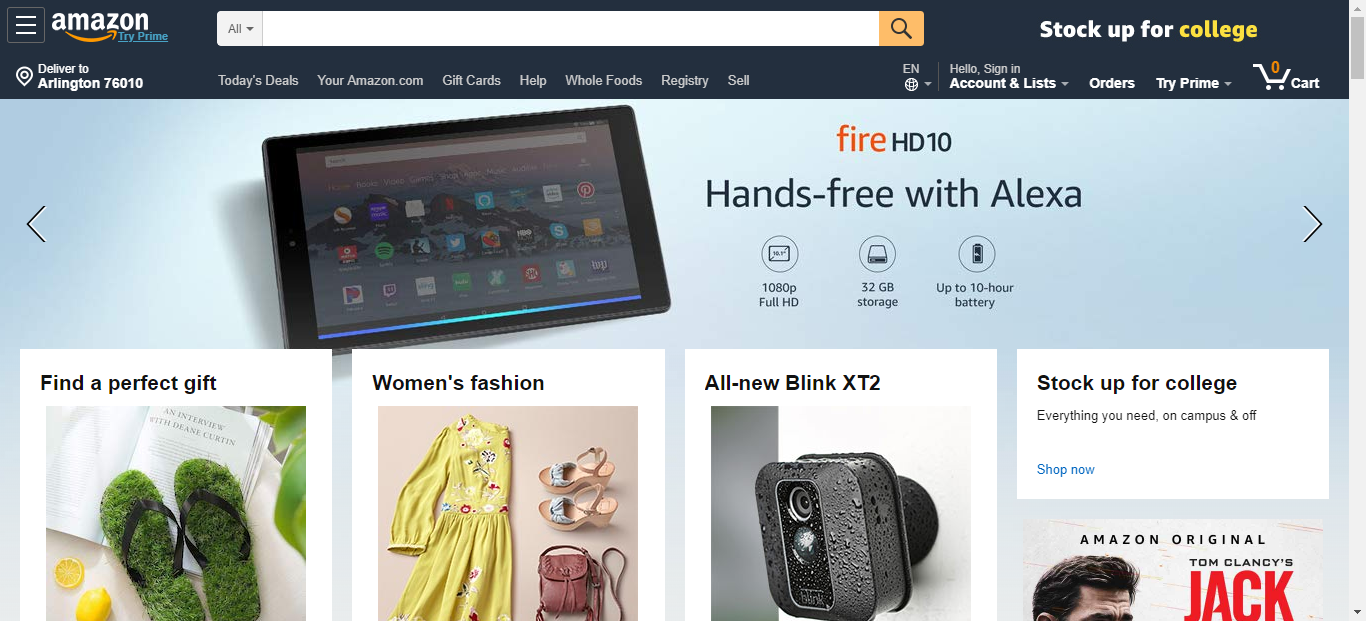 amazon
Try Prime
All
Stock up for college
Deliver to
Arlington 76010
Today's Deals
Your Amazon.com
Gift Cards
Help
Whole Foods
Registry
Sell
EN
Hello, Sign in
Account & Lists
Orders
Try Prime
0
Cart
fire HD10
Hands-free with Alexa
10.1"
1080p
Full HD
32 GB
storage
Up to 10-hour
battery
Find a perfect gift
AN INTERVIEW
WITH DEANE CURTIN
Women's fashion
All-new Blink XT2
blink
Stock up for college
Everything you need, on campus & off
Shop now
AMAZON ORIGINAL
TOM CLANCY'S
JACK